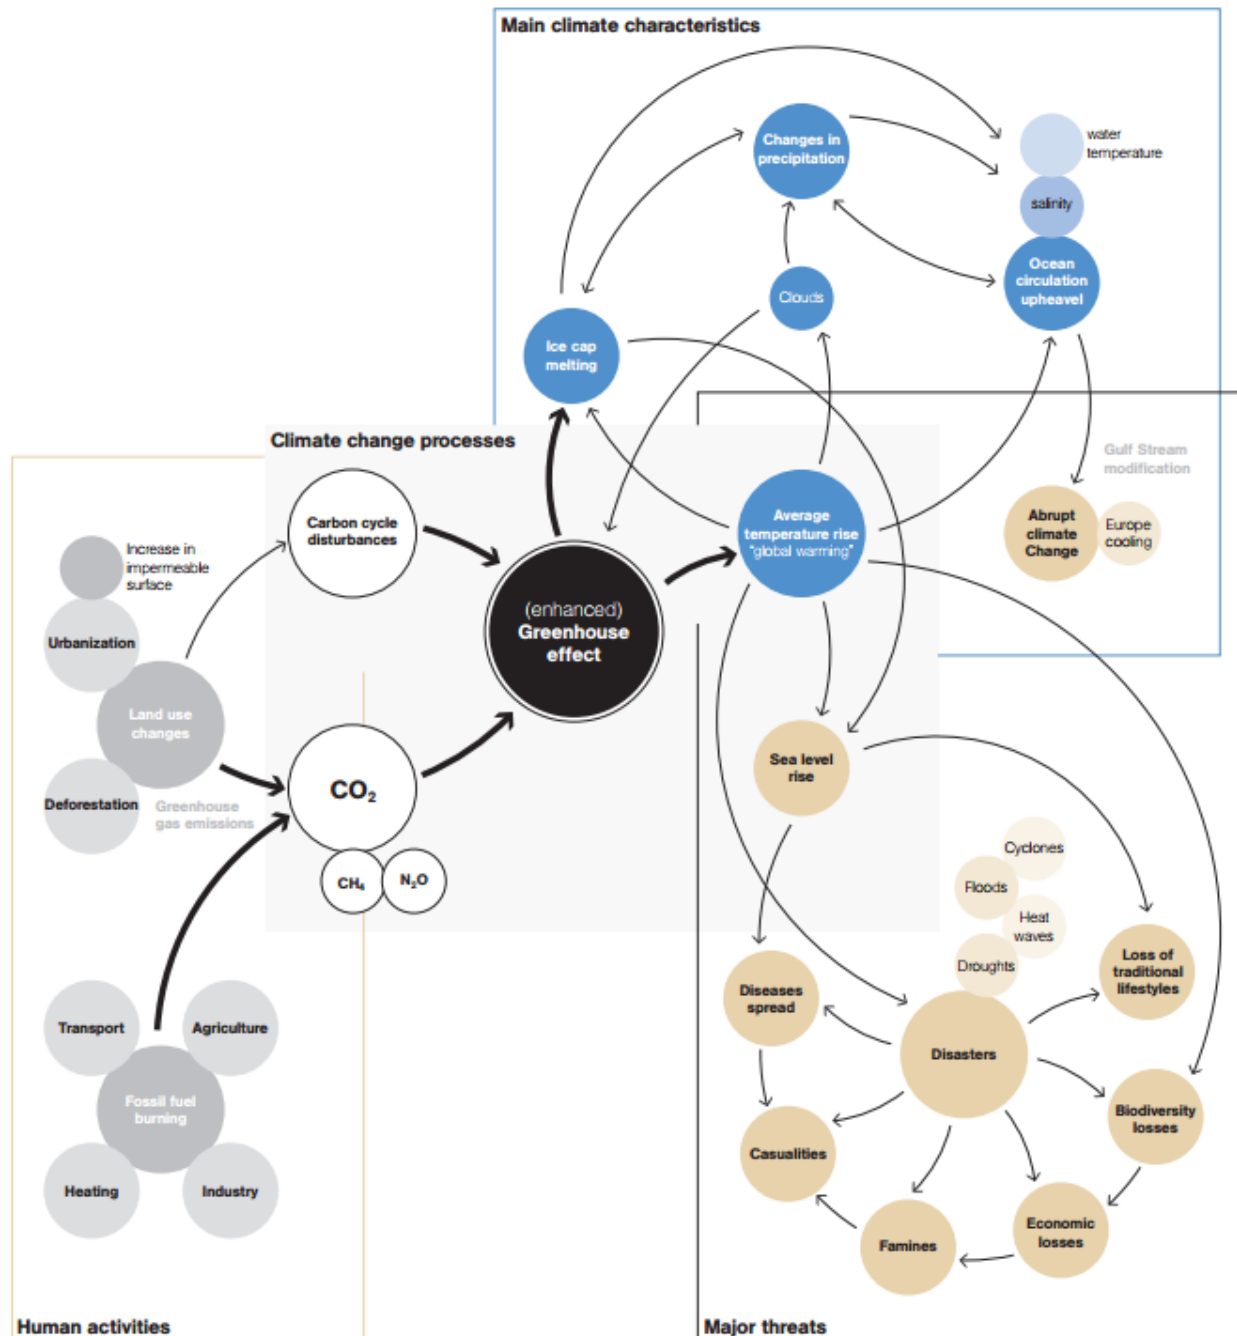 Main climate characteristics
Changes in
precipitation
water
temperature
salinity
Ocean
circulation
upheavel
Clouds
Ice cap
melting
Climate change processes
Gulf Stream
modification
Carbon cycle
disturbances
Average
temperature rise
"global warming"
Abrupt
climate
Change
Europe
cooling
Increase in
impermeable
surface
Urbanization
(enhanced)
Greenhouse
effect
Land use
changes
Sea level
rise
CO₂
Deforestation
Greenhouse
gas emissions
CH₄
N₂O
Cyclones
Floods
Heat
waves
Droughts
Loss of
traditional
lifestyles
Diseases
spread
Transport
Agriculture
Disasters
Fossil fuel
burning
Biodiversity
losses
Casualities
Heating
Industry
Economic
losses
Famines
Human activities
Major threats